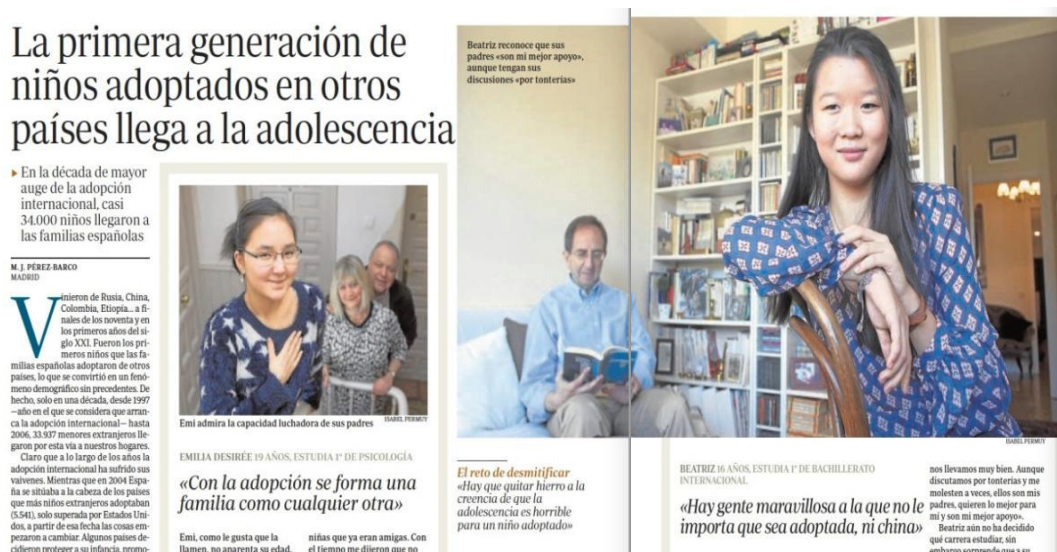 La primera generación de
niños adoptados en otros
países llega a la adolescencia
En la década de mayor
auge de la adopción
internacional, casi
34.000 niños llegaron a
las familias españolas
M. J. PÉREZ-BARCO
MADRID
Vinieron de Rusia, China,
Colombia, Etiopía... a fi-
nales de los noventa y en
los primeros años del si-
glo XXI. Fueron los pri-
meros niños que las fa-
milias españolas adoptaron de otros
países, lo que se convirtió en un fenó-
meno demográfico sin precedentes. De
hecho, solo en una década, desde 1997
—año en el que se considera que arran-
ca la adopción internacional— hasta
2006, 33.937 menores extranjeros lle-
garon por esta vía a nuestros hogares.
Claro que a lo largo de los años la
adopción internacional ha sufrido sus
vaivenes. Mientras que en 2004 Espa-
ña se situaba a la cabeza de los países
que más niños extranjeros adoptaban
(5.541), solo superada por Estados Uni-
dos, a partir de esa fecha las cosas em-
pezaron a cambiar. Algunos países de-
cidieron proteger a su infancia, promo-
ISABEL PERMUY
Emi admira la capacidad luchadora de sus padres
EMILIA DESIRÉE 19 AÑOS, ESTUDIA 1º DE PSICOLOGÍA
«Con la adopción se forma una
familia como cualquier otra»
Emi, como le gusta que la
llamen, no aparenta su edad.
niñas que ya eran amigas. Con
el tiempo me dijeron que no
Beatriz reconoce que sus
padres «son mi mejor apoyo»,
aunque tengan sus
discusiones «por tonterías»
El reto de desmitificar
«Hay que quitar hierro a la
creencia de que la
adolescencia es horrible
para un niño adoptado»
ISABEL PERMUY
BEATRIZ 16 AÑOS, ESTUDIA 1º DE BACHILLERATO
INTERNACIONAL
«Hay gente maravillosa a la que no le
importa que sea adoptada, ni china»
nos llevamos muy bien. Aunque
discutamos por tonterías y me
molesten a veces, ellos son mis
padres, quieren lo mejor para
mí y son mi mejor apoyo».
Beatriz aún no ha decidido
qué carrera estudiar, sin
embargo sorprende que a su